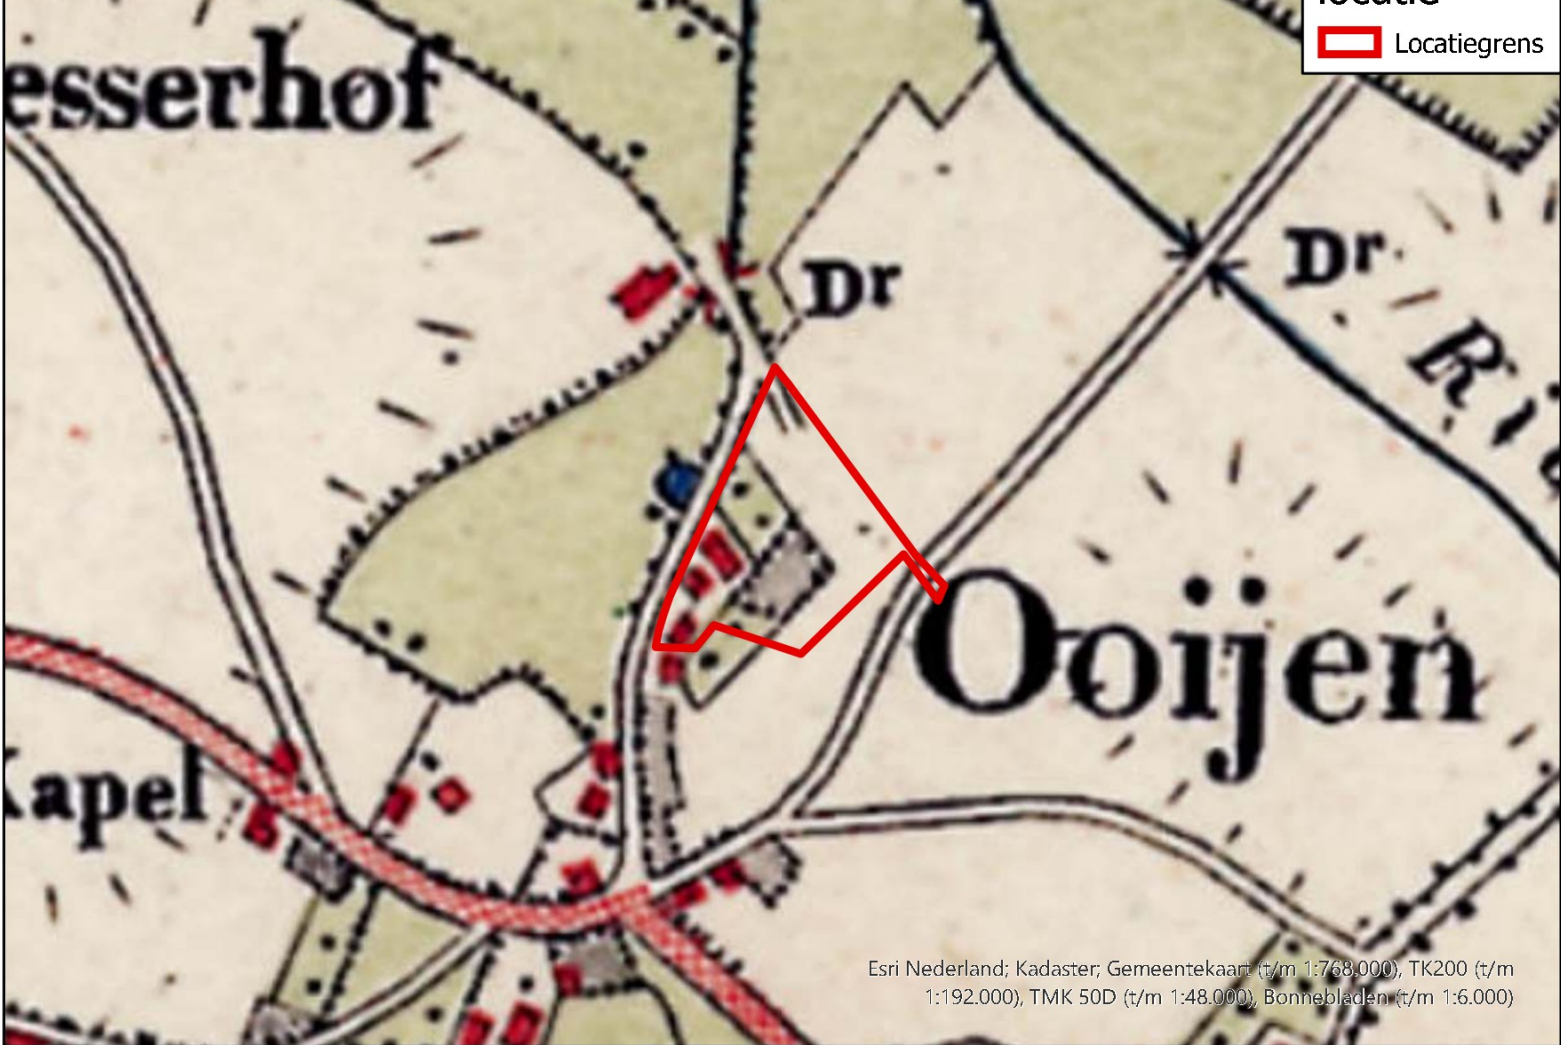 Locatiegrens
esserhof
Dr
Dr.
Ooijen
apel
Esri Nederland; Kadaster; Gemeentekaart (t/m 1:768.000), TK200 (t/m
1:192.000), TMK 50D (t/m 1:48.000), Bonnebladen (t/m 1:6.000)